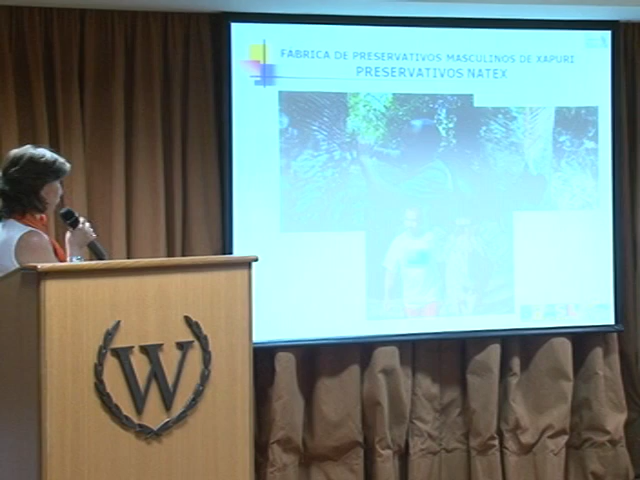 FABRICA DE PRESERVATIVOS MASCULINOS DE XAPURI
PRESERVATIVOS NATEX
W